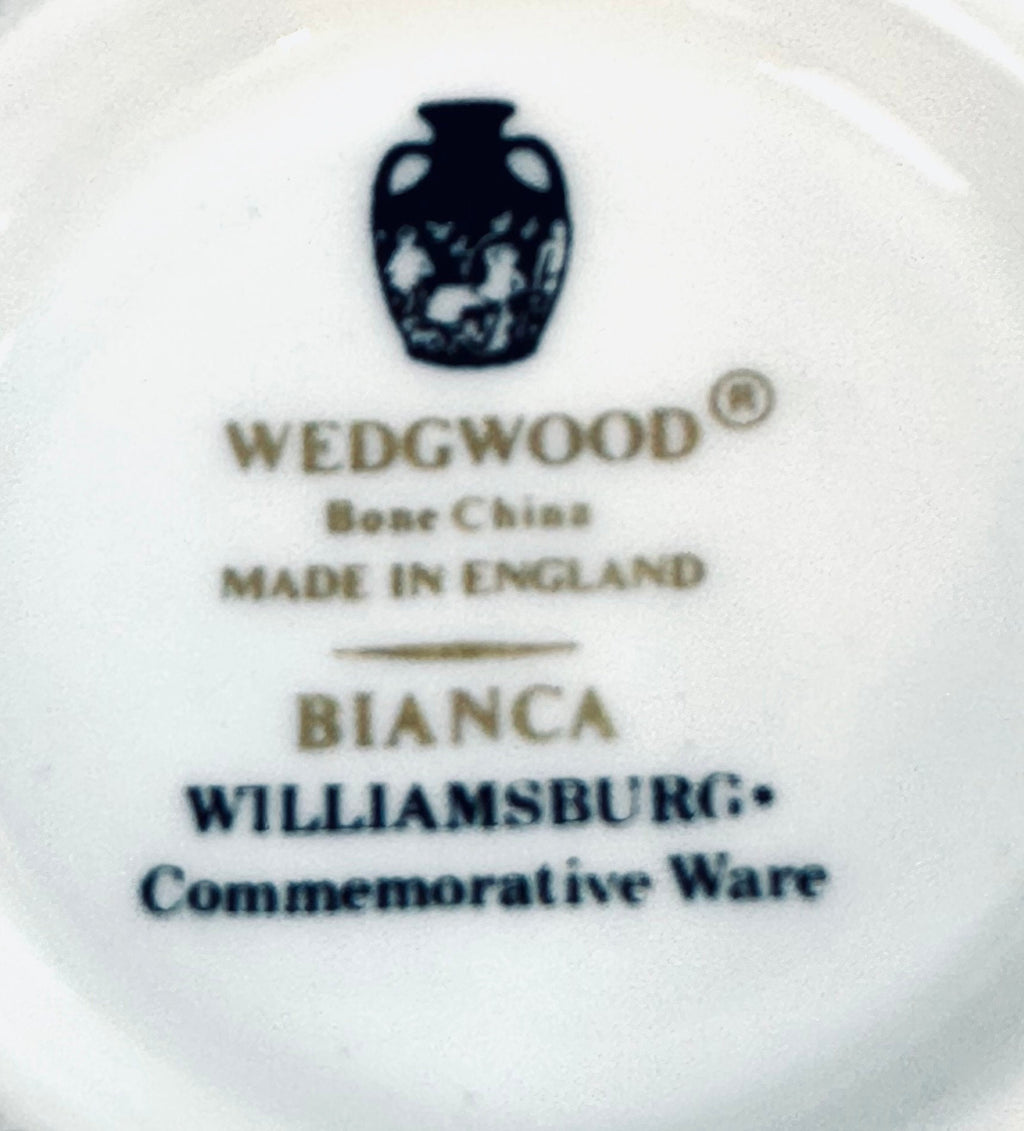 WEDGWOOD®
Bone China
MADE IN ENGLAND
BIANCA
WILLIAMSBURG•
Commemorative Ware